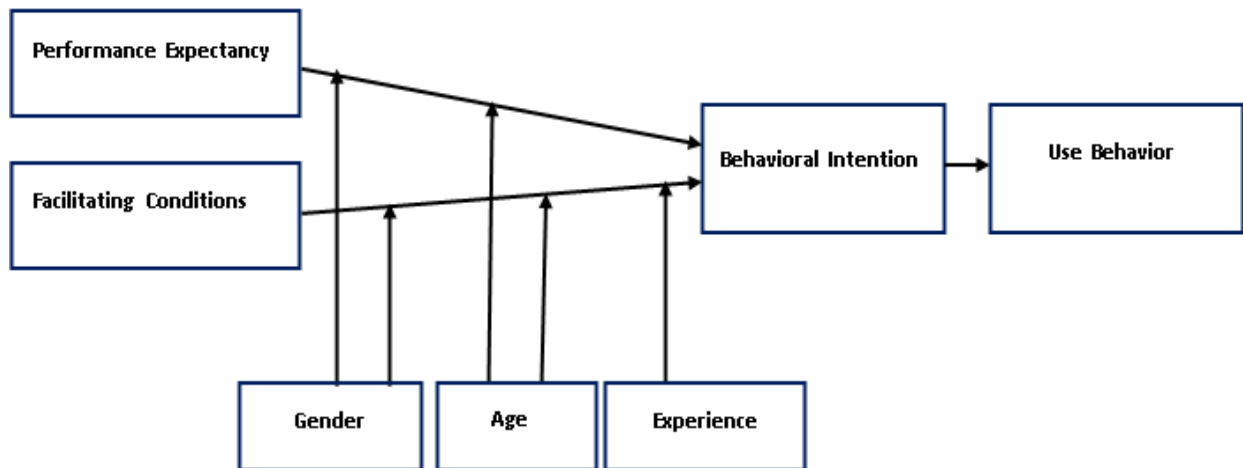 Performance Expectancy
Facilitating Conditions
Behavioral Intention
Use Behavior
Gender
Age
Experience